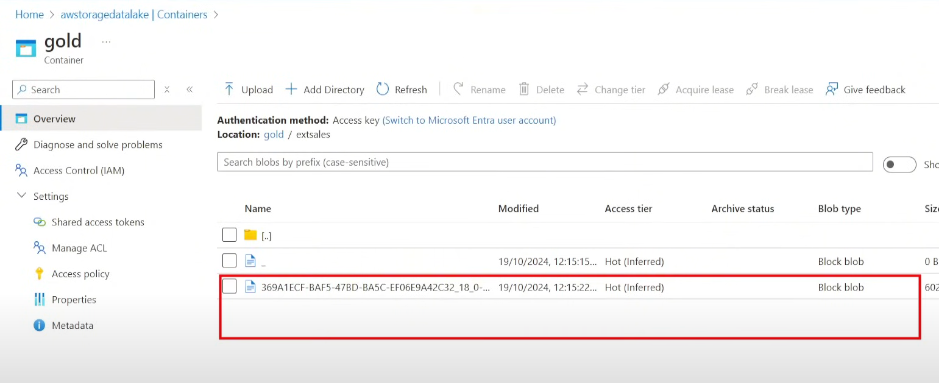 Home > awstoragedatalake | Containers >
gold ...
Container
Search
Upload Add Directory Refresh Rename Delete Change tier Acquire lease Break lease Give feedback
Overview
Diagnose and solve problems
Access Control (IAM)
Settings
Shared access tokens
Manage ACL
Access policy
Properties
Metadata
Authentication method: Access key (Switch to Microsoft Entra user account)
Location: gold / extsales
Search blobs by prefix (case-sensitive)
Sho
Name Modified Access tier Archive status Blob type Siz
[..]
_ 19/10/2024, 12:15:15... Hot (Inferred) Block blob 0 B
369A1ECF-BAF5-47BD-BA5C-EF06E9A42C32_18_0-... 19/10/2024, 12:15:22... Hot (Inferred) Block blob 602